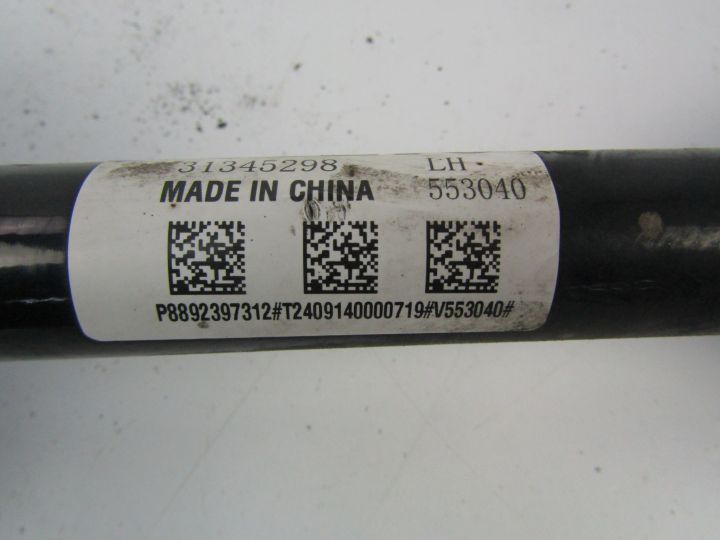 31345298 LH
MADE IN CHINA 553040
P8892397312#T2409140000719#V553040#